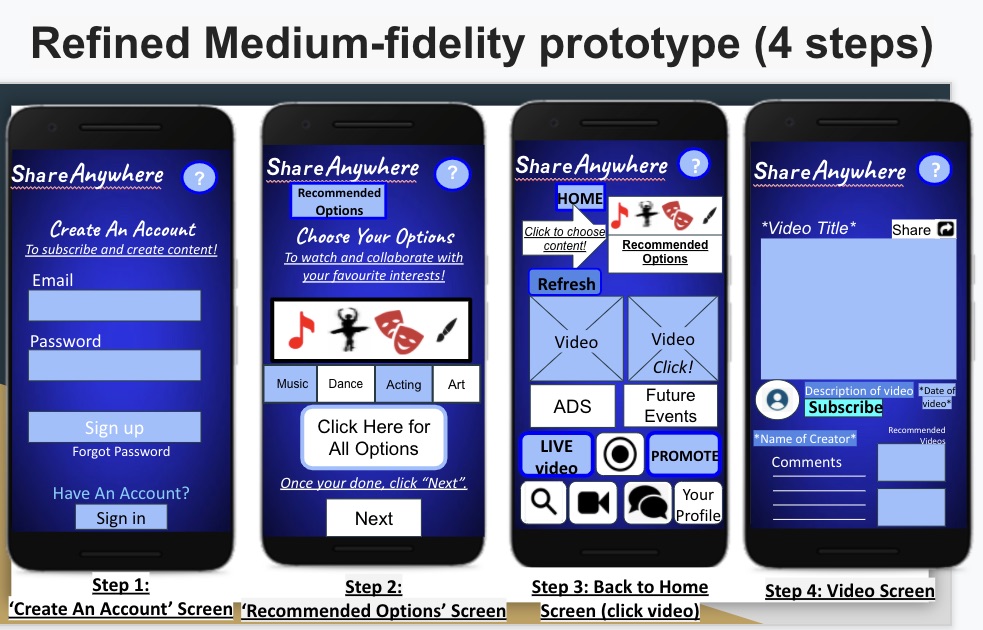 Refined Medium-fidelity prototype (4 steps)
ShareAnywhere
?
Create An Account
To subscribe and create content!
Email
Password
Sign up
Forgot Password
Have An Account?
Sign in
Step 1:
‘Create An Account’ Screen
ShareAnywhere
?
Recommended
Options
Choose Your Options
To watch and collaborate with
your favourite interests!
Music
Dance
Acting
Art
Click Here for
All Options
Once your done, click “Next”.
Next
Step 2:
‘Recommended Options’ Screen
ShareAnywhere
?
HOME
Click to choose
content!
Recommended
Options
Refresh
Video
Video
Click!
ADS
Future
Events
LIVE
video
PROMOTE
Your
Profile
Step 3: Back to Home
Screen (click video)
ShareAnywhere
?
*Video Title*
Share
Description of video
*Date of
video*
Subscribe
*Name of Creator*
Recommended
Videos
Comments
Step 4: Video Screen